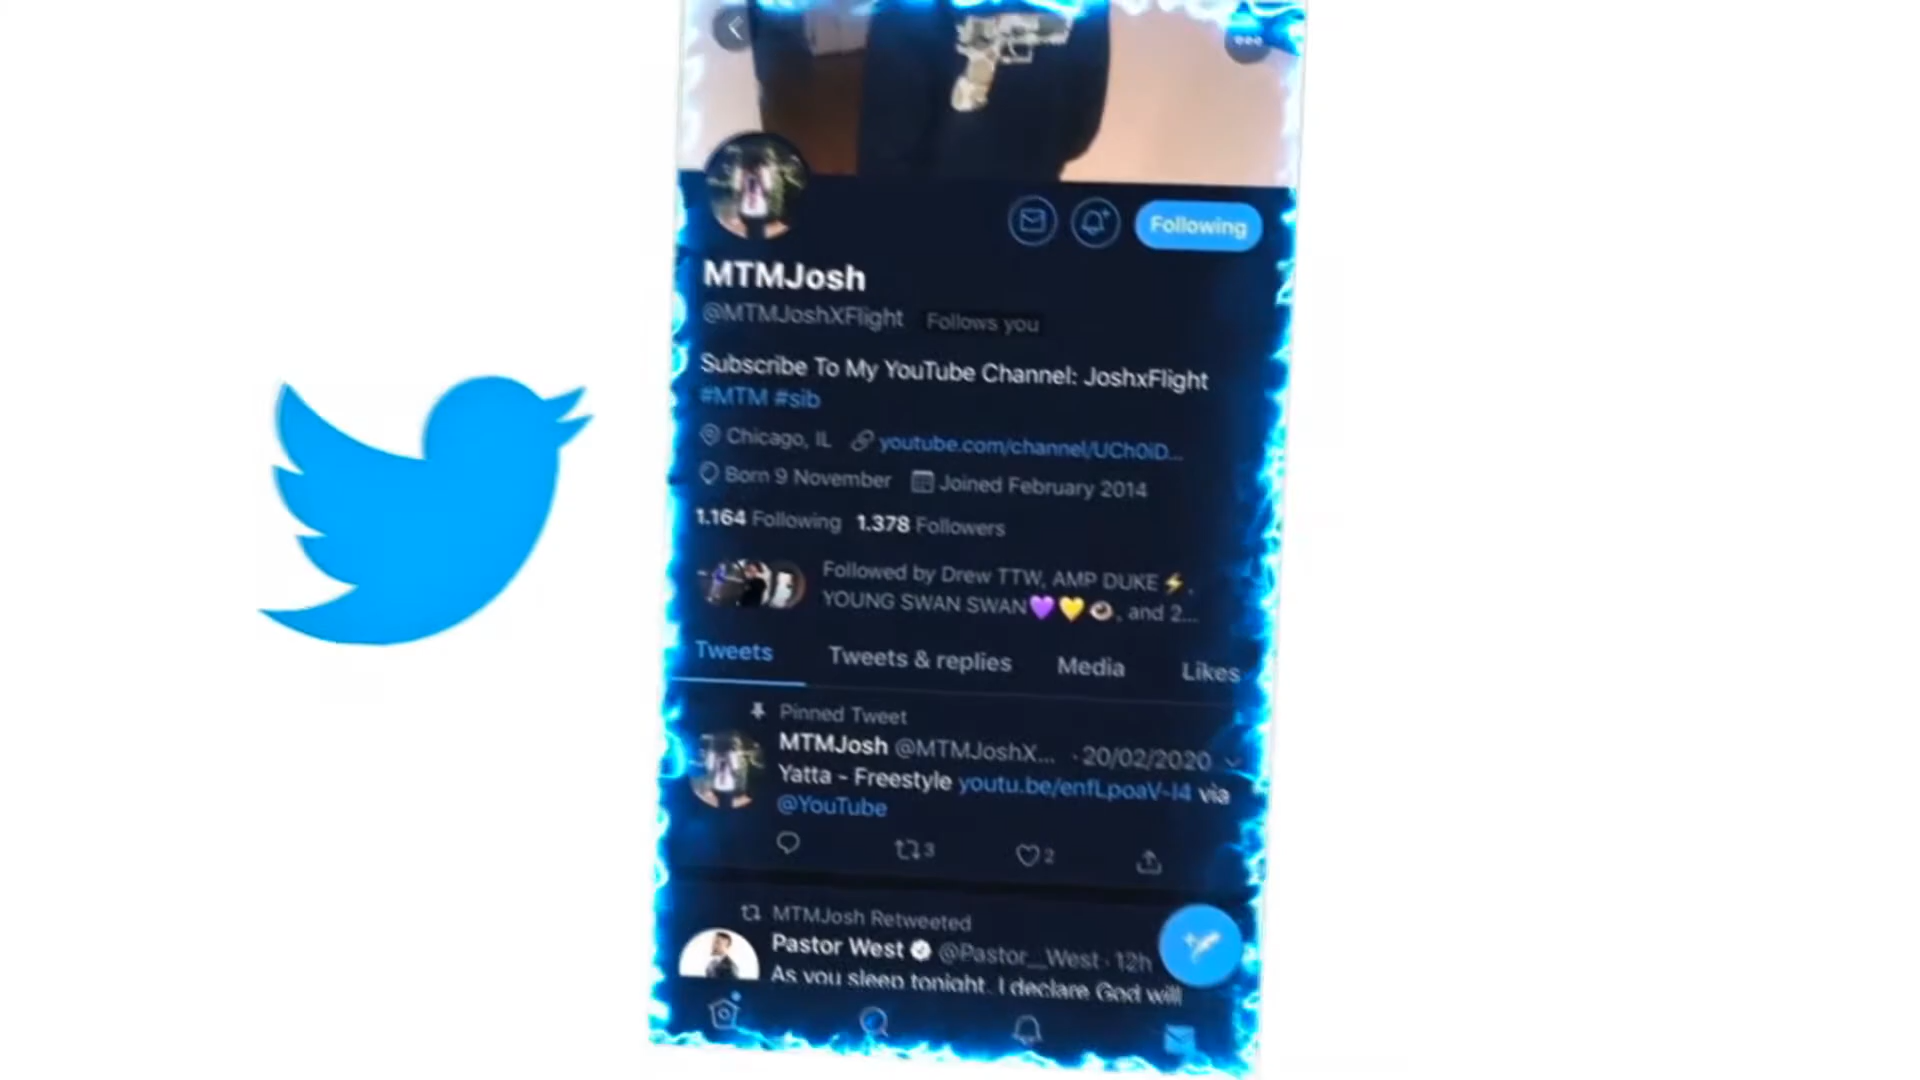 Following
MTMJosh
@MTMJoshXFlight Follows you
Subscribe To My YouTube Channel: JoshxFlight
#MTM #sib
Chicago, IL youtube.com/channel/UCh0iD...
Born 9 November Joined February 2014
1.164 Following 1.378 Followers
Followed by Drew TTW, AMP DUKE⚡,
YOUNG SWAN SWAN💜💛👁, and 2...
Tweets Tweets & replies Media Likes
Pinned Tweet
MTMJosh @MTMJoshX... · 20/02/2020
Yatta - Freestyle youtu.be/enfLpoaV-I4 via
@YouTube
3 2
MTMJosh Retweeted
Pastor West @Pastor__West · 12h
As you sleep tonight, I declare God will